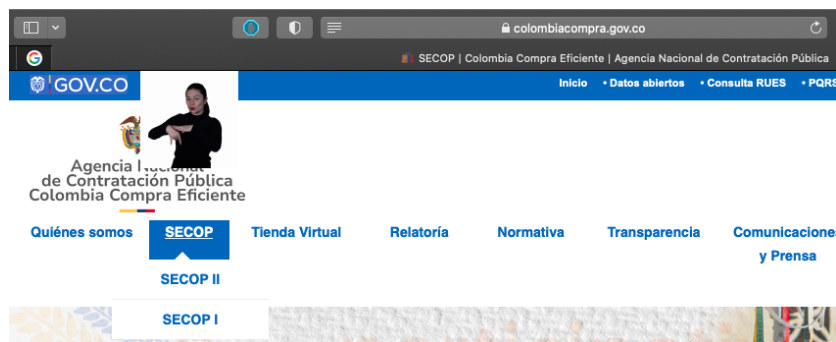 colombiacompra.gov.co
SECOP | Colombia Compra Eficiente | Agencia Nacional de Contratación Pública
GOV.CO
Inicio • Datos abiertos • Consulta RUES • PQRS
Agencia Nacional
de Contratación Pública
Colombia Compra Eficiente
Quiénes somos SECOP Tienda Virtual Relatoría Normativa Transparencia Comunicaciones
y Prensa
SECOP II
SECOP I